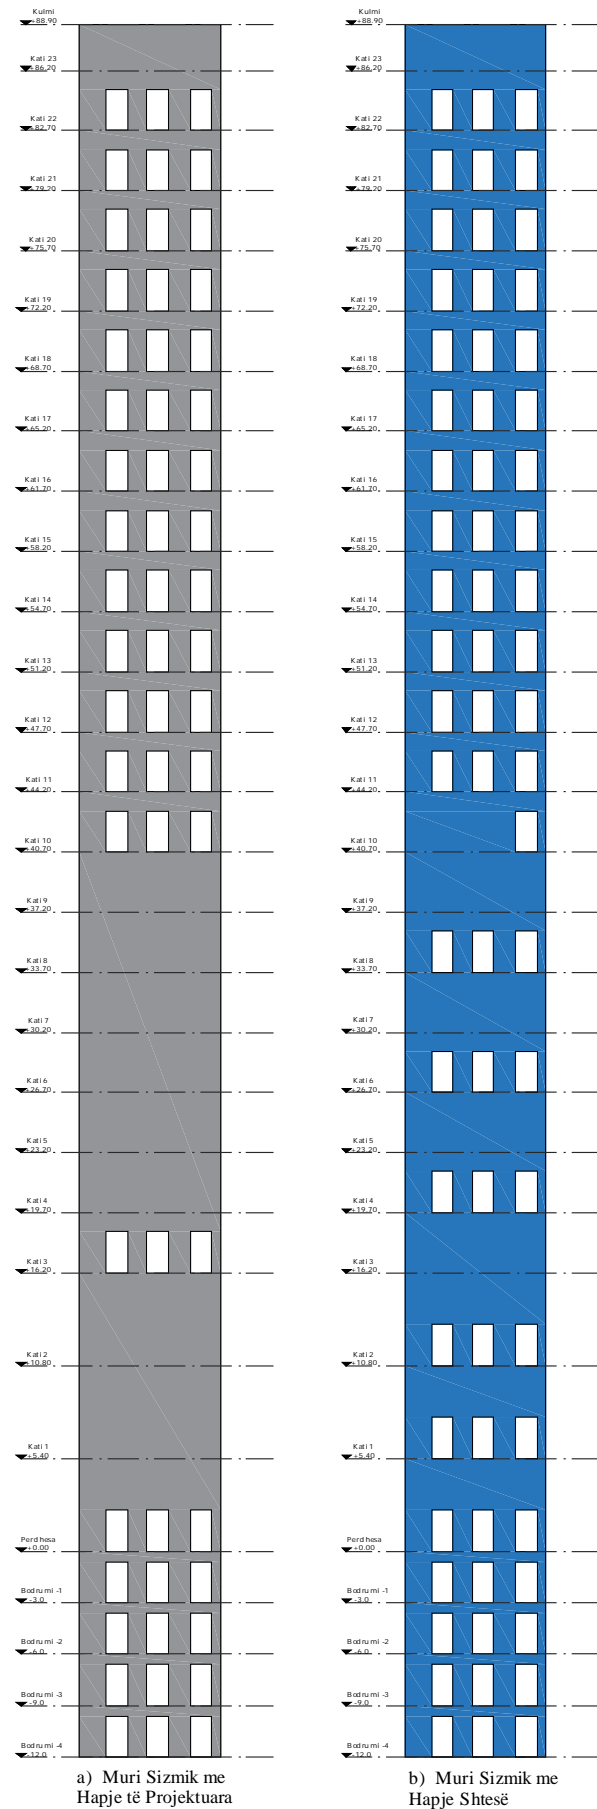 Kulmi
+88.90
Kati 23
+86.20
Kati 22
+82.70
Kati 21
+79.20
Kati 20
+75.70
Kati 19
+72.20
Kati 18
+68.70
Kati 17
+65.20
Kati 16
+61.70
Kati 15
+58.20
Kati 14
+54.70
Kati 13
+51.20
Kati 12
+47.70
Kati 11
+44.20
Kati 10
+40.70
Kati 9
+37.20
Kati 8
+33.70
Kati 7
+30.20
Kati 6
+26.70
Kati 5
+23.20
Kati 4
+19.70
Kati 3
+16.20
Kati 2
+10.80
Kati 1
+5.40
Perdhesa
+0.00
Bodrumi -1
-3.0
Bodrumi -2
-6.0
Bodrumi -3
-9.0
Bodrumi -4
-12.0
a) Muri Sizmik me
Hapje të Projektuara
Kulmi
+88.90
Kati 23
+86.20
Kati 22
+82.70
Kati 21
+79.20
Kati 20
+75.70
Kati 19
+72.20
Kati 18
+68.70
Kati 17
+65.20
Kati 16
+61.70
Kati 15
+58.20
Kati 14
+54.70
Kati 13
+51.20
Kati 12
+47.70
Kati 11
+44.20
Kati 10
+40.70
Kati 9
+37.20
Kati 8
+33.70
Kati 7
+30.20
Kati 6
+26.70
Kati 5
+23.20
Kati 4
+19.70
Kati 3
+16.20
Kati 2
+10.80
Kati 1
+5.40
Perdhesa
+0.00
Bodrumi -1
-3.0
Bodrumi -2
-6.0
Bodrumi -3
-9.0
Bodrumi -4
-12.0
b) Muri Sizmik me
Hapje Shtesë